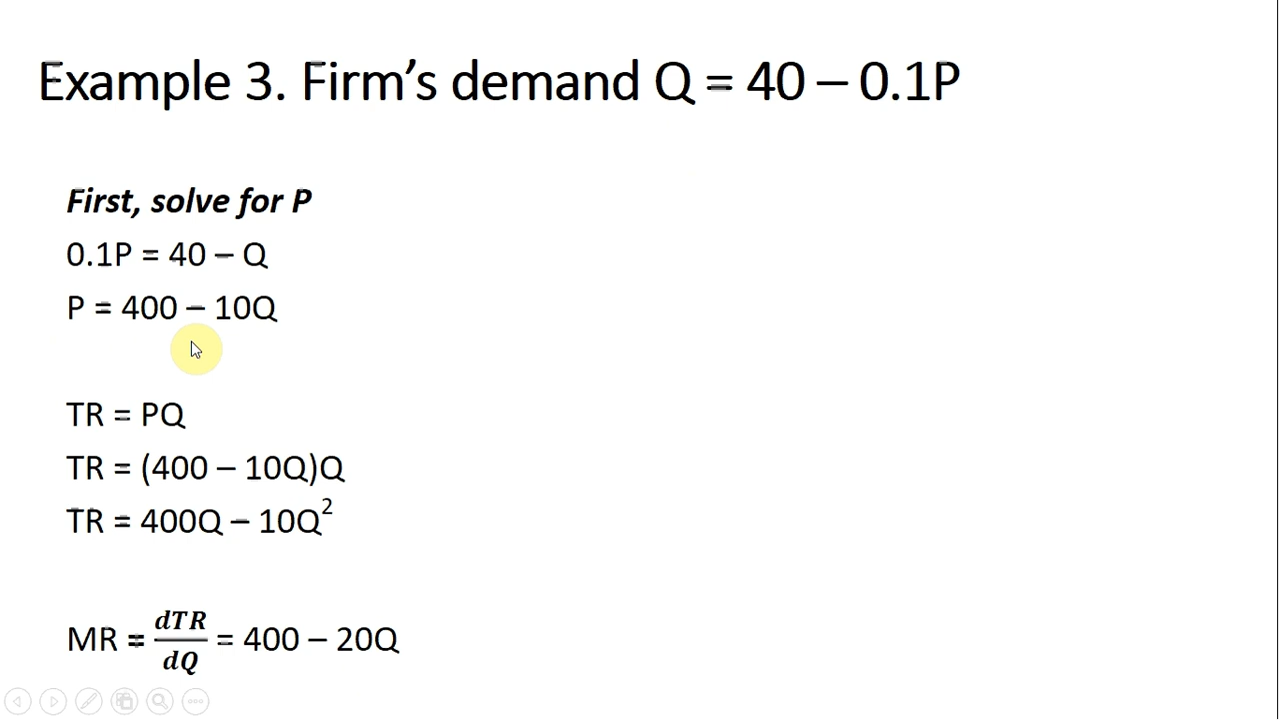 Example 3. Firm’s demand Q = 40 – 0.1P
First, solve for P
0.1P = 40 – Q
P = 400 – 10Q
TR = PQ
TR = (400 – 10Q)Q
TR = 400Q – 10Q²
MR = dTR/dQ = 400 – 20Q